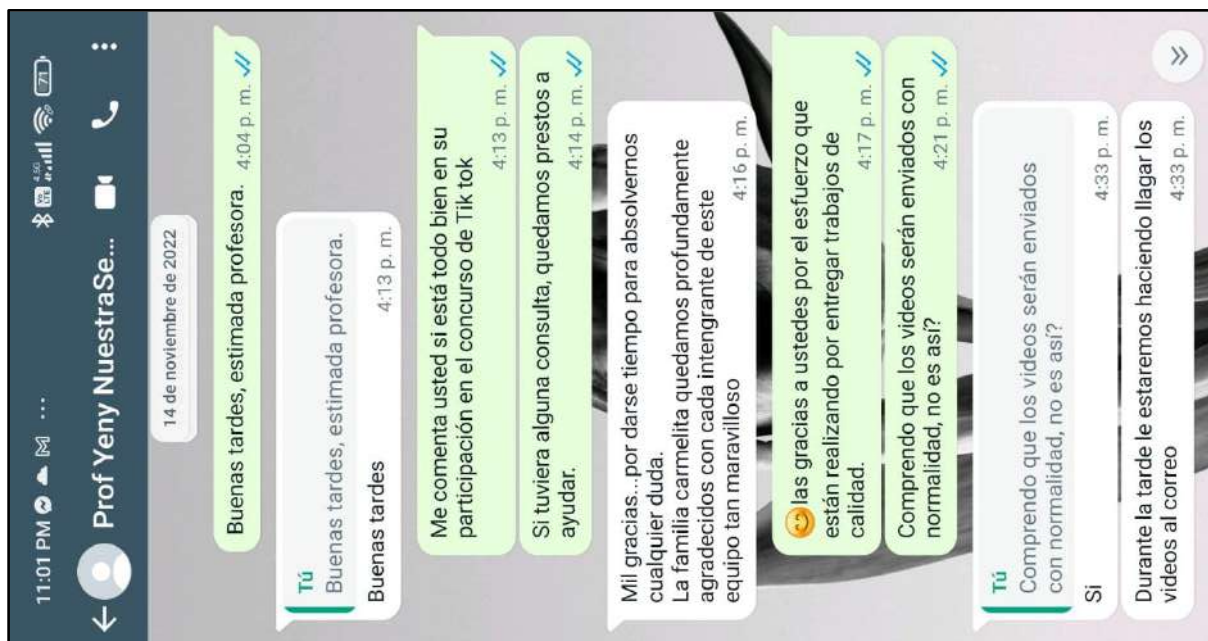 11:01 PM ...
4.5G
Vo LTE
71
Prof Yeny NuestraSe...
14 de noviembre de 2022
Buenas tardes, estimada profesora. 4:04 p. m.
Tú
Buenas tardes, estimada profesora.
Buenas tardes
4:13 p. m.
Me comenta usted si está todo bien en su
participación en el concurso de Tik tok
4:13 p. m.
Si tuviera alguna consulta, quedamos prestos a
ayudar.
4:14 p. m.
Mil gracias...por darse tiempo para absolvernos
cualquier duda.
La familia carmelita quedamos profundamente
agradecidos con cada intengrante de este
equipo tan maravilloso
4:16 p. m.
😊las gracias a ustedes por el esfuerzo que
están realizando por entregar trabajos de
calidad.
4:17 p. m.
Comprendo que los videos serán enviados con
normalidad, no es así?
4:21 p. m.
Tú
Comprendo que los videos serán enviados
con normalidad, no es así?
Si
4:33 p. m.
Durante la tarde le estaremos haciendo llagar los
videos al correo
4:33 p. m.